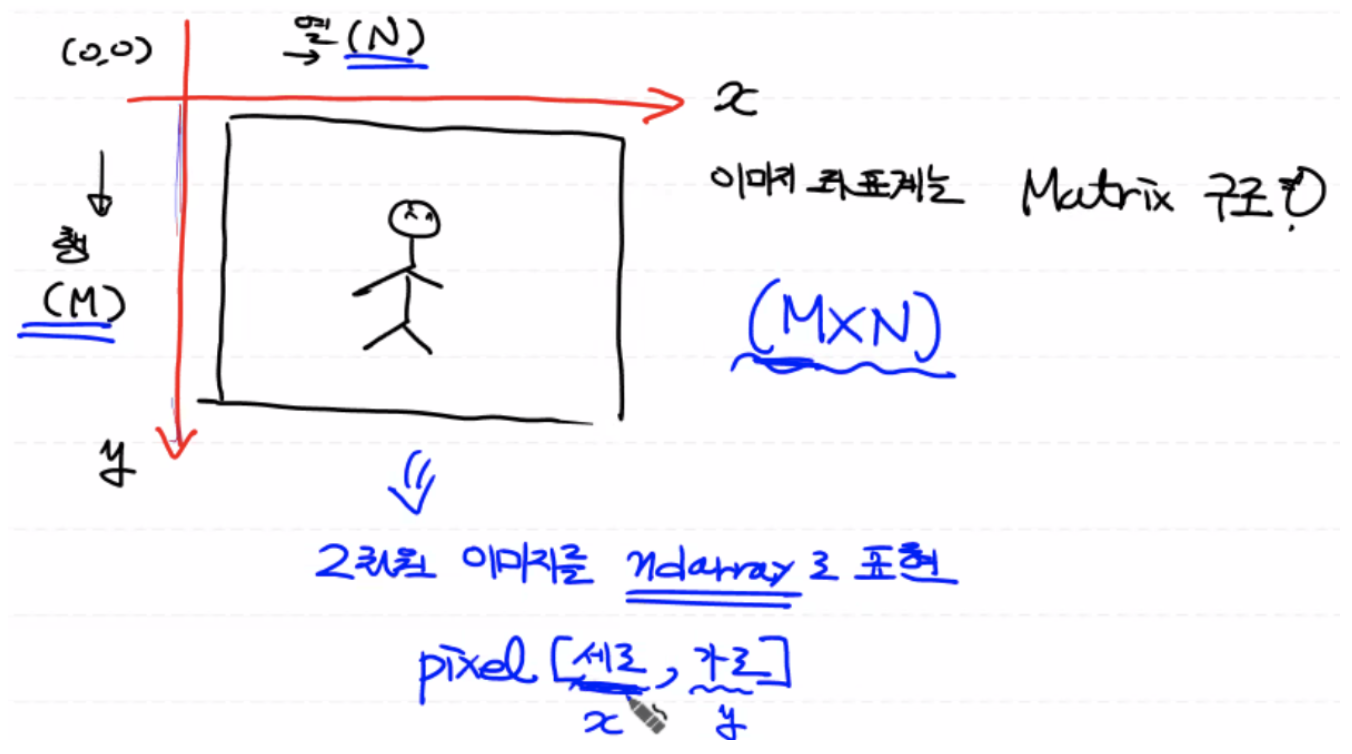 (0,0)
열 (N)
x
이미지 좌표계는 Matrix 구조!
행
(M)
(M×N)
y
2차원 이미지를 ndarray로 표현
pixel [세로, 가로]
x y